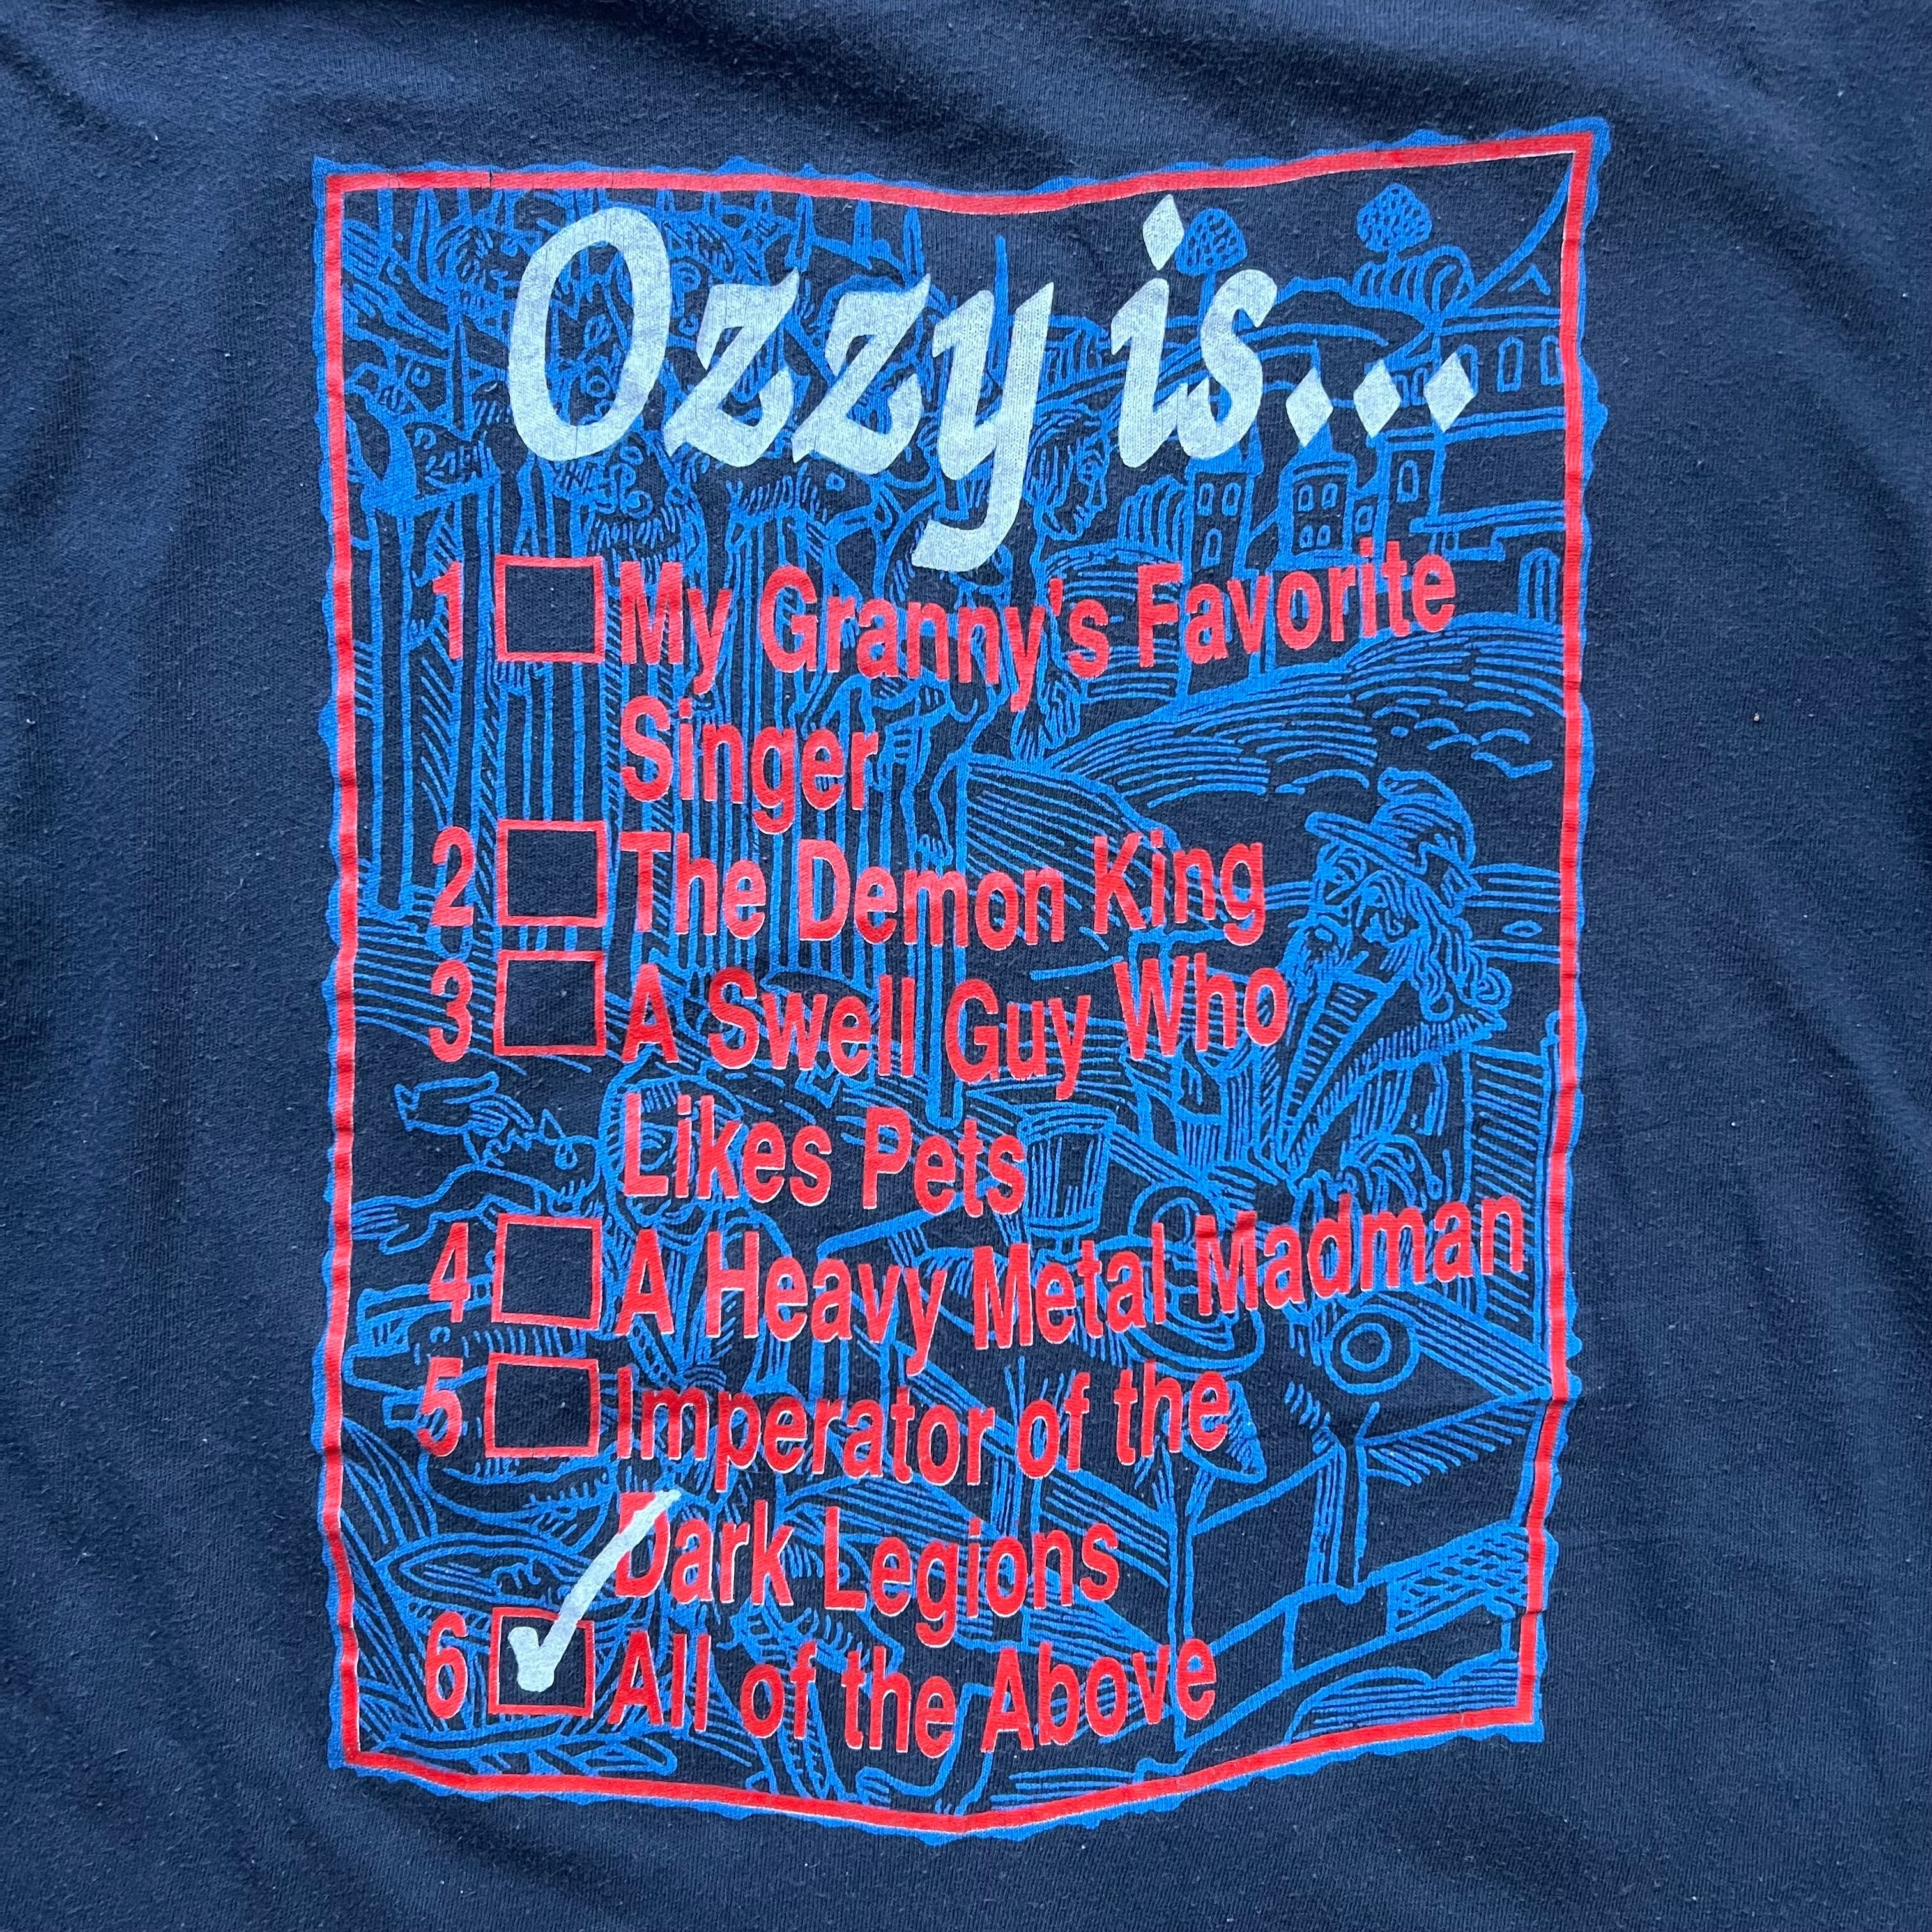 Ozzy is...
1 My Granny's Favorite
Singer
2 The Demon King
3 A Swell Guy Who
Likes Pets
4 A Heavy Metal Madman
5 Imperator of the
Dark Legions
6 All of the Above